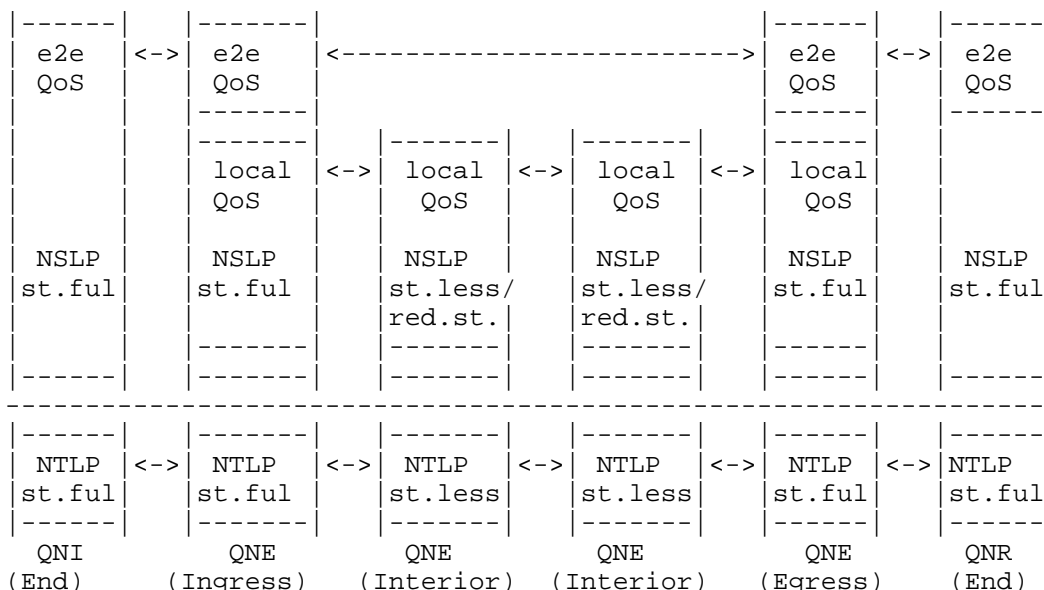 |------|   |-------|                           |------|   |------
| e2e  |<->| e2e   |<------------------------->| e2e  |<->| e2e
| QoS  |   | QoS   |                           | QoS  |   | QoS
|      |   |-------|                           |------|   |------
|      |   |-------|   |-------|   |-------|   |------|   |
|      |   | local |<->| local |<->| local |<->| local|   |
|      |   | QoS   |   |  QoS  |   |  QoS  |   |  QoS |   |
|      |   |       |   |       |   |       |   |      |   |
| NSLP |   | NSLP  |   | NSLP  |   | NSLP  |   | NSLP |   | NSLP
|st.ful|   |st.ful |   |st.less/   |st.less/   |st.ful|   |st.ful
|      |   |       |   |red.st.|   |red.st.|   |      |   |
|      |   |-------|   |-------|   |-------|   |------|   |
|------|   |-------|   |-------|   |-------|   |------|   |------
------------------------------------------------------------------
|------|   |-------|   |-------|   |-------|   |------|   |------
| NTLP |<->| NTLP  |<->| NTLP  |<->| NTLP  |<->| NTLP |<->|NTLP
|st.ful|   |st.ful |   |st.less|   |st.less|   |st.ful|   |st.ful
|------|   |-------|   |-------|   |-------|   |------|   |------
QNI QNE QNE QNE QNE QNR
(End) (Ingress) (Interior) (Interior) (Egress) (End)